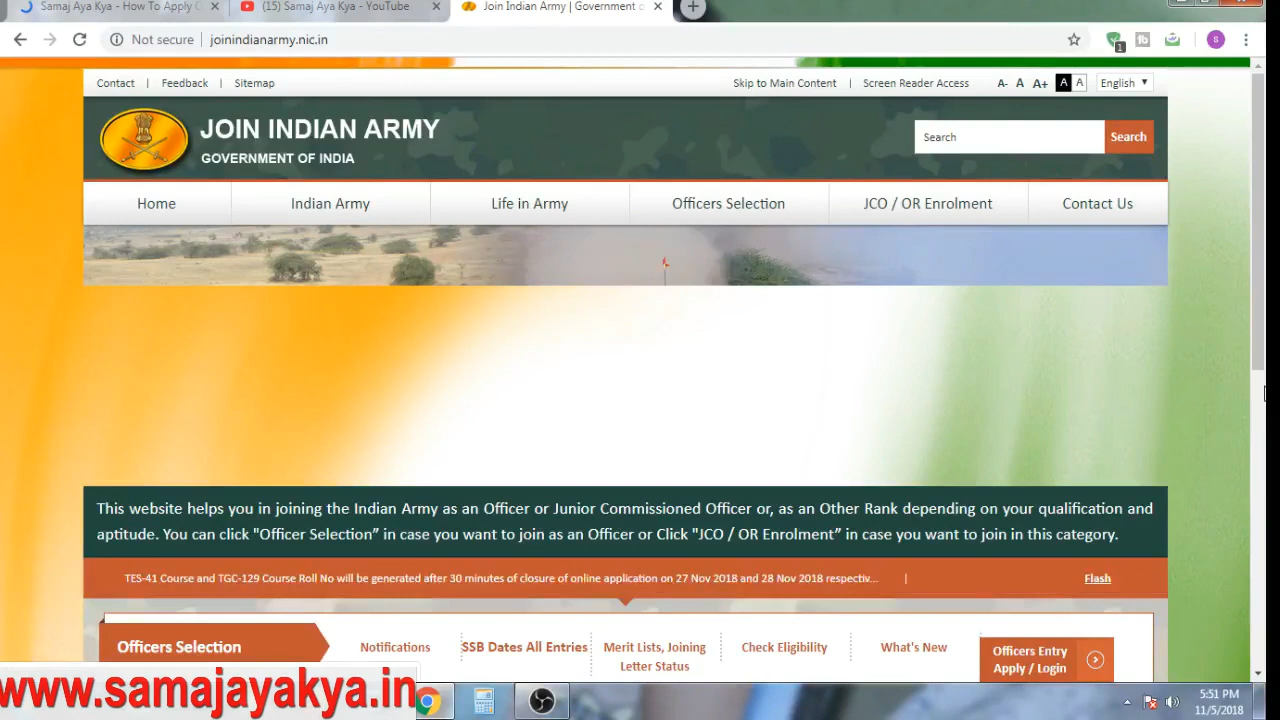 Samaj Aya Kya - How To Apply O
(15) Samaj Aya Kya - YouTube
Join Indian Army | Government o
Not secure | joinindianarmy.nic.in
1
S
Contact | Feedback | Sitemap
Skip to Main Content | Screen Reader Access A- A A+ A A English
JOIN INDIAN ARMY
GOVERNMENT OF INDIA
Search Search
Home Indian Army Life in Army Officers Selection JCO / OR Enrolment Contact Us
This website helps you in joining the Indian Army as an Officer or Junior Commissioned Officer or, as an Other Rank depending on your qualification and
aptitude. You can click "Officer Selection" in case you want to join as an Officer or Click "JCO / OR Enrolment" in case you want to join in this category.
TES-41 Course and TGC-129 Course Roll No will be generated after 30 minutes of closure of online application on 27 Nov 2018 and 28 Nov 2018 respectiv... | Flash
Officers Selection
Notifications
SSB Dates All Entries
Merit Lists, Joining
Letter Status
Check Eligibility
What's New
Officers Entry
Apply / Login
www.samajayakya.in
5:51 PM
11/5/2018